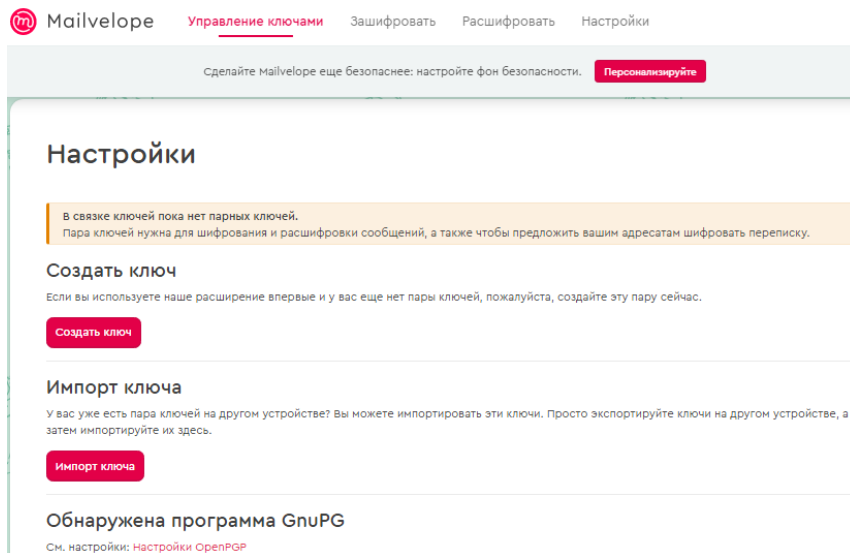 Mailvelope Управление ключами Зашифровать Расшифровать Настройки
Сделайте Mailvelope еще безопаснее: настройте фон безопасности. Персонализируйте
Настройки
В связке ключей пока нет парных ключей.
Пара ключей нужна для шифрования и расшифровки сообщений, а также чтобы предложить вашим адресатам шифровать переписку.
Создать ключ
Если вы используете наше расширение впервые и у вас еще нет пары ключей, пожалуйста, создайте эту пару сейчас.
Создать ключ
Импорт ключа
У вас уже есть пара ключей на другом устройстве? Вы можете импортировать эти ключи. Просто экспортируйте ключи на другом устройстве, а
затем импортируйте их здесь.
Импорт ключа
Обнаружена программа GnuPG
См. настройки: Настройки OpenPGP